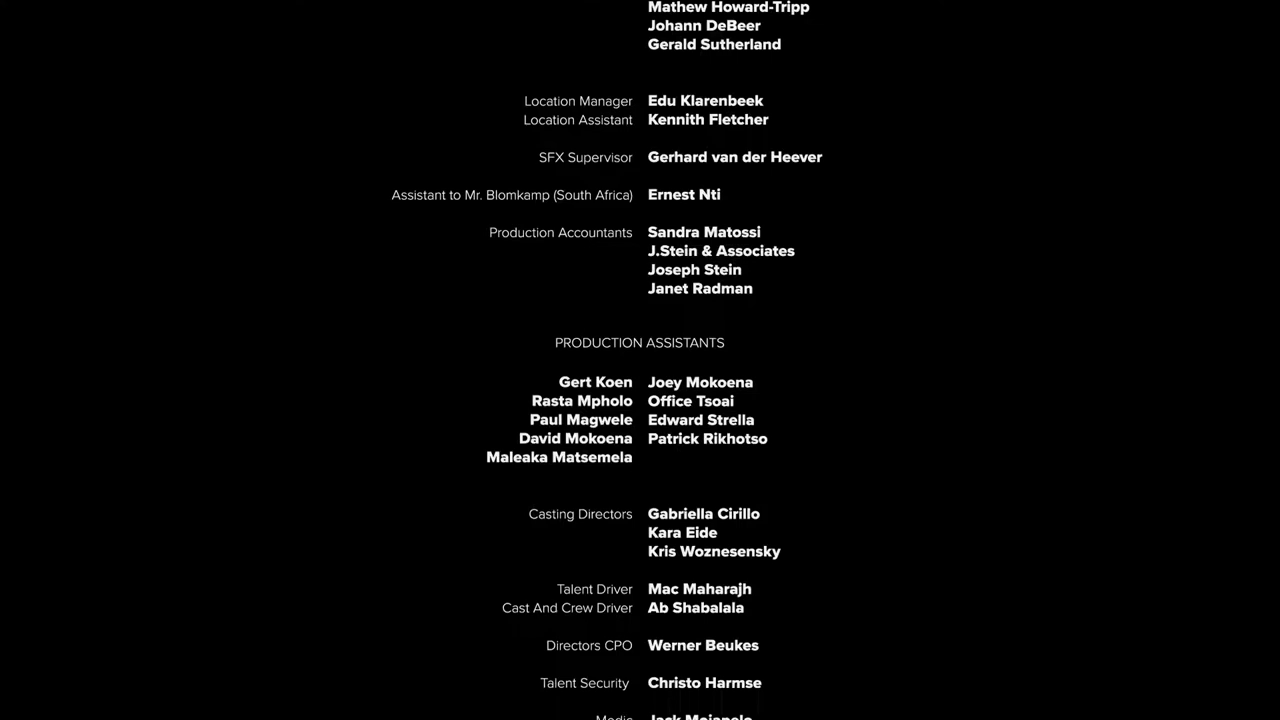 Mathew Howard-Tripp
Johann DeBeer
Gerald Sutherland
Location Manager Edu Klarenbeek
Location Assistant Kennith Fletcher
SFX Supervisor Gerhard van der Heever
Assistant to Mr. Blomkamp (South Africa) Ernest Nti
Production Accountants Sandra Matossi
J.Stein & Associates
Joseph Stein
Janet Radman
PRODUCTION ASSISTANTS
Gert Koen Joey Mokoena
Rasta Mpholo Office Tsoai
Paul Magwele Edward Strella
David Mokoena Patrick Rikhotso
Maleaka Matsemela
Casting Directors Gabriella Cirillo
Kara Eide
Kris Woznesensky
Talent Driver Mac Maharajh
Cast And Crew Driver Ab Shabalala
Directors CPO Werner Beukes
Talent Security Christo Harmse
Medic Jack